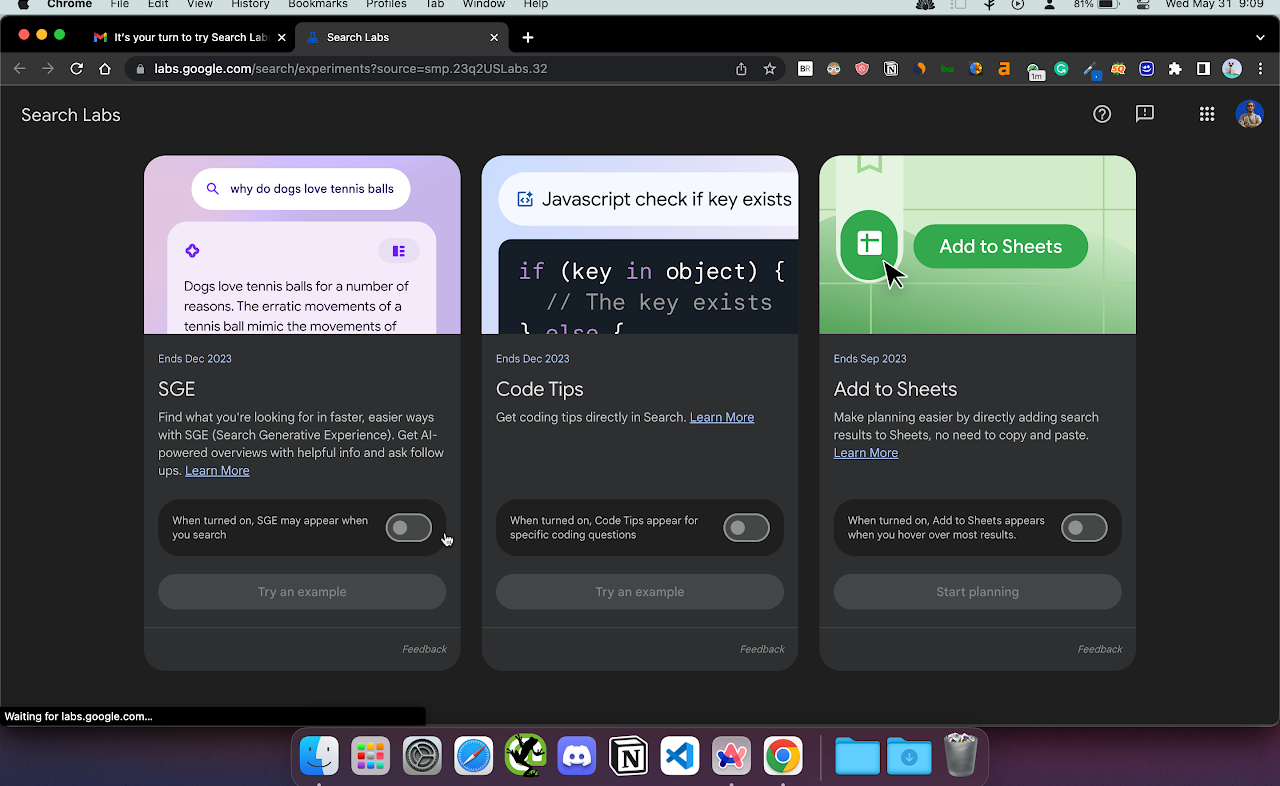 Chrome File Edit View History Bookmarks Profiles Tab Window Help 81% Wed May 31 9:09
It's your turn to try Search Lab
Search Labs
labs.google.com/search/experiments?source=smp.23q2USLabs.32
BR
1m
Search Labs
why do dogs love tennis balls
Dogs love tennis balls for a number of
reasons. The erratic movements of a
tennis ball mimic the movements of
Ends Dec 2023
SGE
Find what you're looking for in faster, easier ways
with SGE (Search Generative Experience). Get AI-
powered overviews with helpful info and ask follow
ups. Learn More
When turned on, SGE may appear when
you search
Try an example
Feedback
Javascript check if key exists
if (key in object) {
// The key exists
} else {
Ends Dec 2023
Code Tips
Get coding tips directly in Search. Learn More
When turned on, Code Tips appear for
specific coding questions
Try an example
Feedback
Add to Sheets
Ends Sep 2023
Add to Sheets
Make planning easier by directly adding search
results to Sheets, no need to copy and paste.
Learn More
When turned on, Add to Sheets appears
when you hover over most results.
Start planning
Feedback
Waiting for labs.google.com...